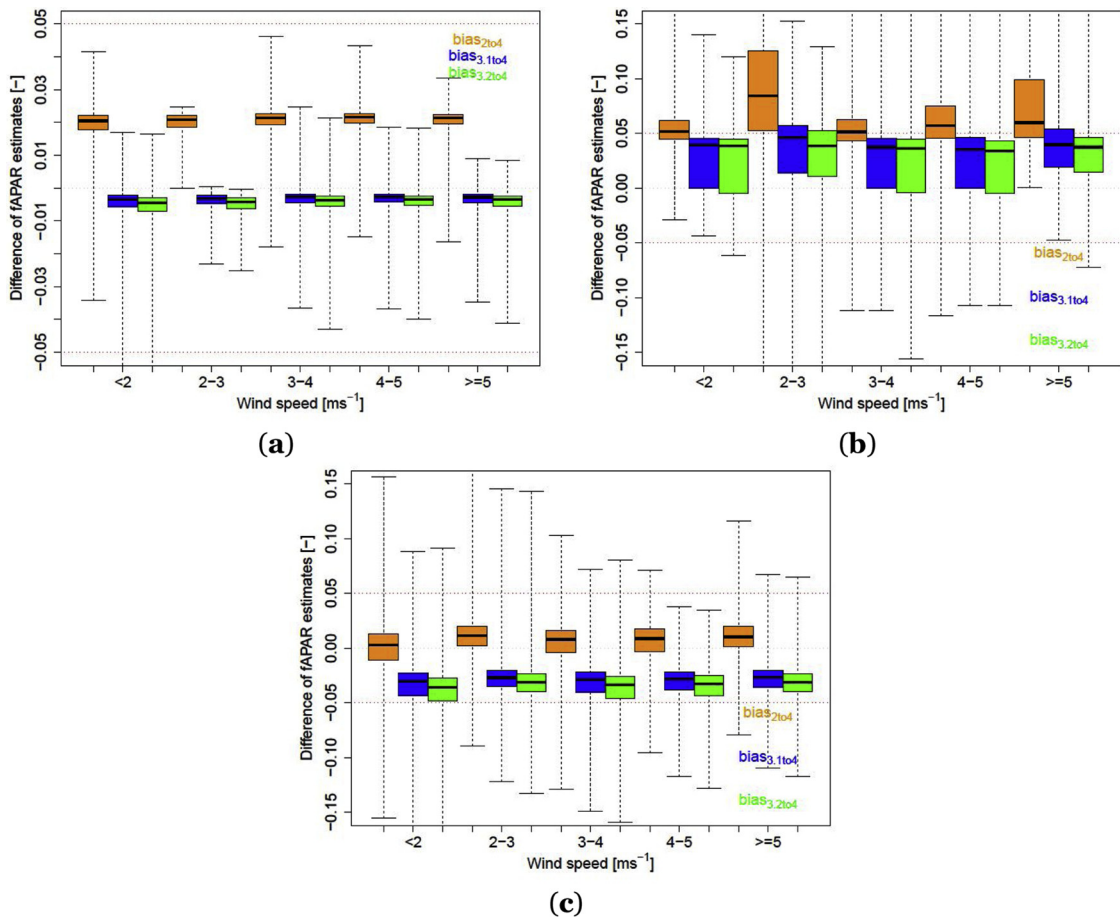 0.05
0.03
0.01
−0.01
−0.03
−0.05
Difference of fAPAR estimates [−]
bias2to4
bias3.1to4
bias3.2to4
<2 2−3 3−4 4−5 >=5
Wind speed [ms−1]
(a)
0.15
0.10
0.05
0.00
−0.05
−0.10
−0.15
Difference of fAPAR estimates [−]
bias2to4
bias3.1to4
bias3.2to4
<2 2−3 3−4 4−5 >=5
Wind speed [ms−1]
(b)
0.15
0.10
0.05
0.00
−0.05
−0.10
−0.15
Difference of fAPAR estimates [−]
bias2to4
bias3.1to4
bias3.2to4
<2 2−3 3−4 4−5 >=5
Wind speed [ms−1]
(c)